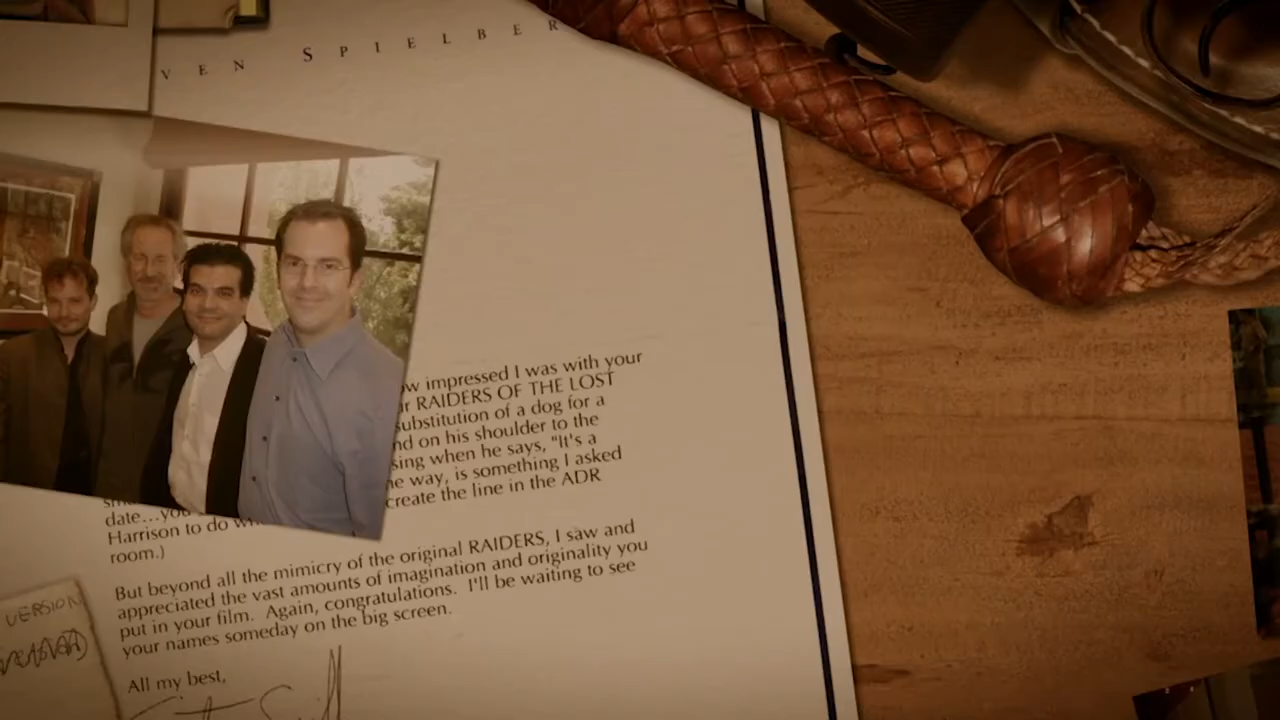 VEN SPIELBER
ow impressed I was with your
ur RAIDERS OF THE LOST
substitution of a dog for a
nd on his shoulder to the
sing when he says, "It's a
he way, is something I asked
create the line in the ADR
date...you
Harrison to do
room.)
But beyond all the mimicry of the original RAIDERS, I saw and
appreciated the vast amounts of imagination and originality you
put in your film. Again, congratulations. I'll be waiting to see
your names someday on the big screen.
All my best,
VERSION